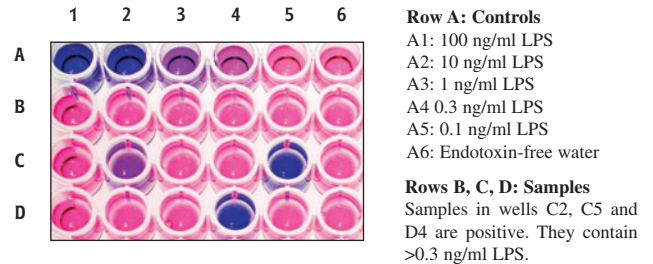 1 2 3 4 5 6
A
B
C
D
Row A: Controls
A1: 100 ng/ml LPS
A2: 10 ng/ml LPS
A3: 1 ng/ml LPS
A4 0.3 ng/ml LPS
A5: 0.1 ng/ml LPS
A6: Endotoxin-free water
Rows B, C, D: Samples
Samples in wells C2, C5 and
D4 are positive. They contain
>0.3 ng/ml LPS.